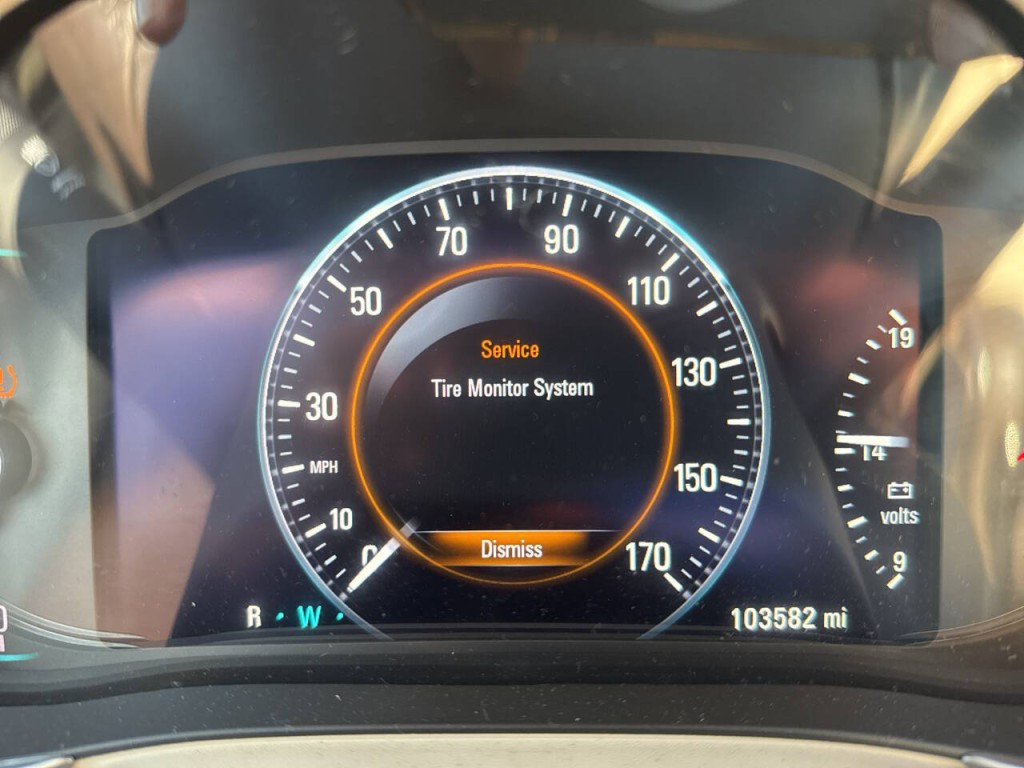 70
90
50
110
19
Service
Tire Monitor System
130
30
14
MPH
150
volts
10
0
Dismiss
170
9
R • W •
103582 mi